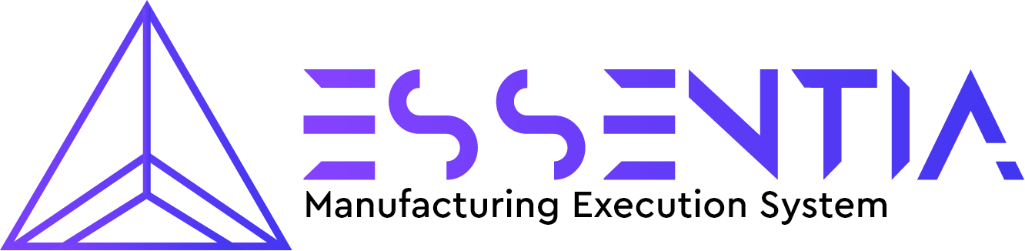 ESSENTIA
Manufacturing Execution System